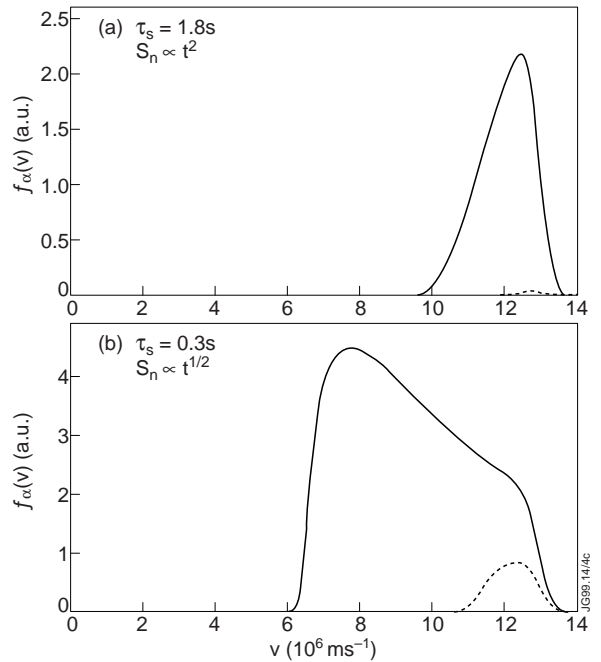 (a) τs = 1.8s
Sn ∝ t²
2.5
2.0
1.5
1.0
0.5
0
fα(v) (a.u.)
0 2 4 6 8 10 12 14
(b) τs = 0.3s
Sn ∝ t¹/²
4
3
2
1
0
fα(v) (a.u.)
0 2 4 6 8 10 12 14
v (10⁶ ms⁻¹)
JG99.14/4c